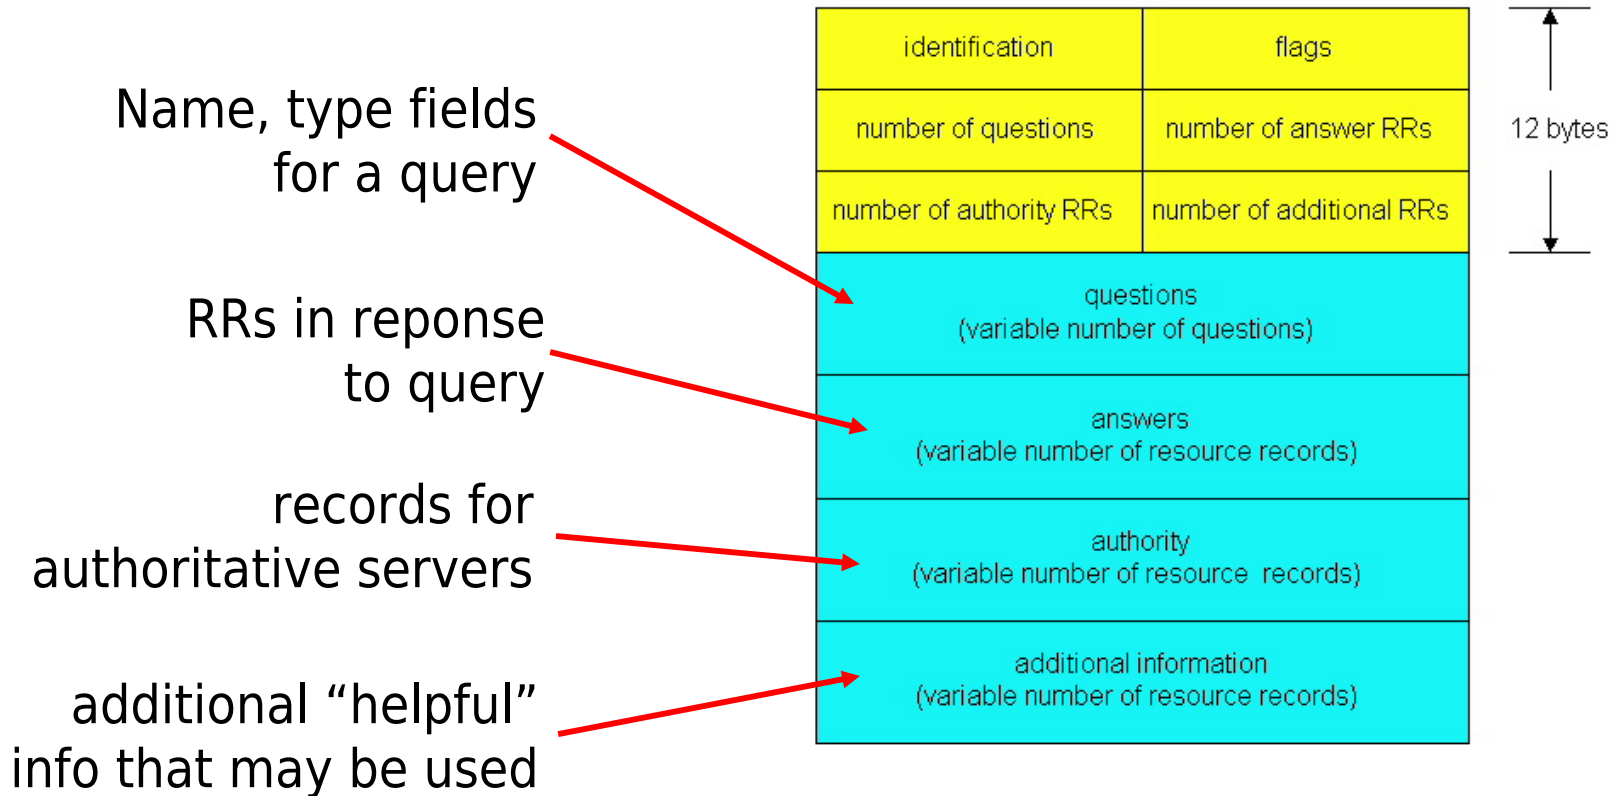 identification
flags
Name, type fields
for a query
number of questions
number of answer RRs
12 bytes
number of authority RRs
number of additional RRs
questions
(variable number of questions)
RRs in reponse
to query
answers
(variable number of resource records)
records for
authoritative servers
authority
(variable number of resource records)
additional “helpful”
info that may be used
additional information
(variable number of resource records)